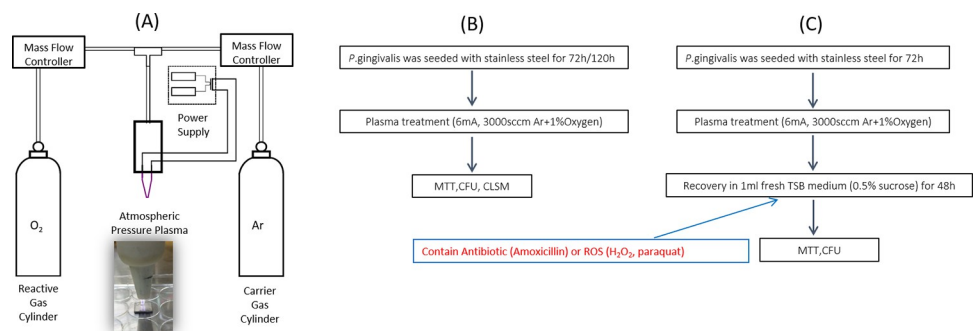 (A)
Mass Flow
Controller
Mass Flow
Controller
Power
Supply
O2
Ar
Atmospheric
Pressure Plasma
Reactive
Gas
Cylinder
Carrier
Gas
Cylinder
(B)
P.gingivalis was seeded with stainless steel for 72h/120h
Plasma treatment (6mA, 3000sccm Ar+1%Oxygen)
MTT,CFU, CLSM
(C)
P.gingivalis was seeded with stainless steel for 72h
Plasma treatment (6mA, 3000sccm Ar+1%Oxygen)
Recovery in 1ml fresh TSB medium (0.5% sucrose) for 48h
Contain Antibiotic (Amoxicillin) or ROS (H2O2, paraquat)
MTT,CFU